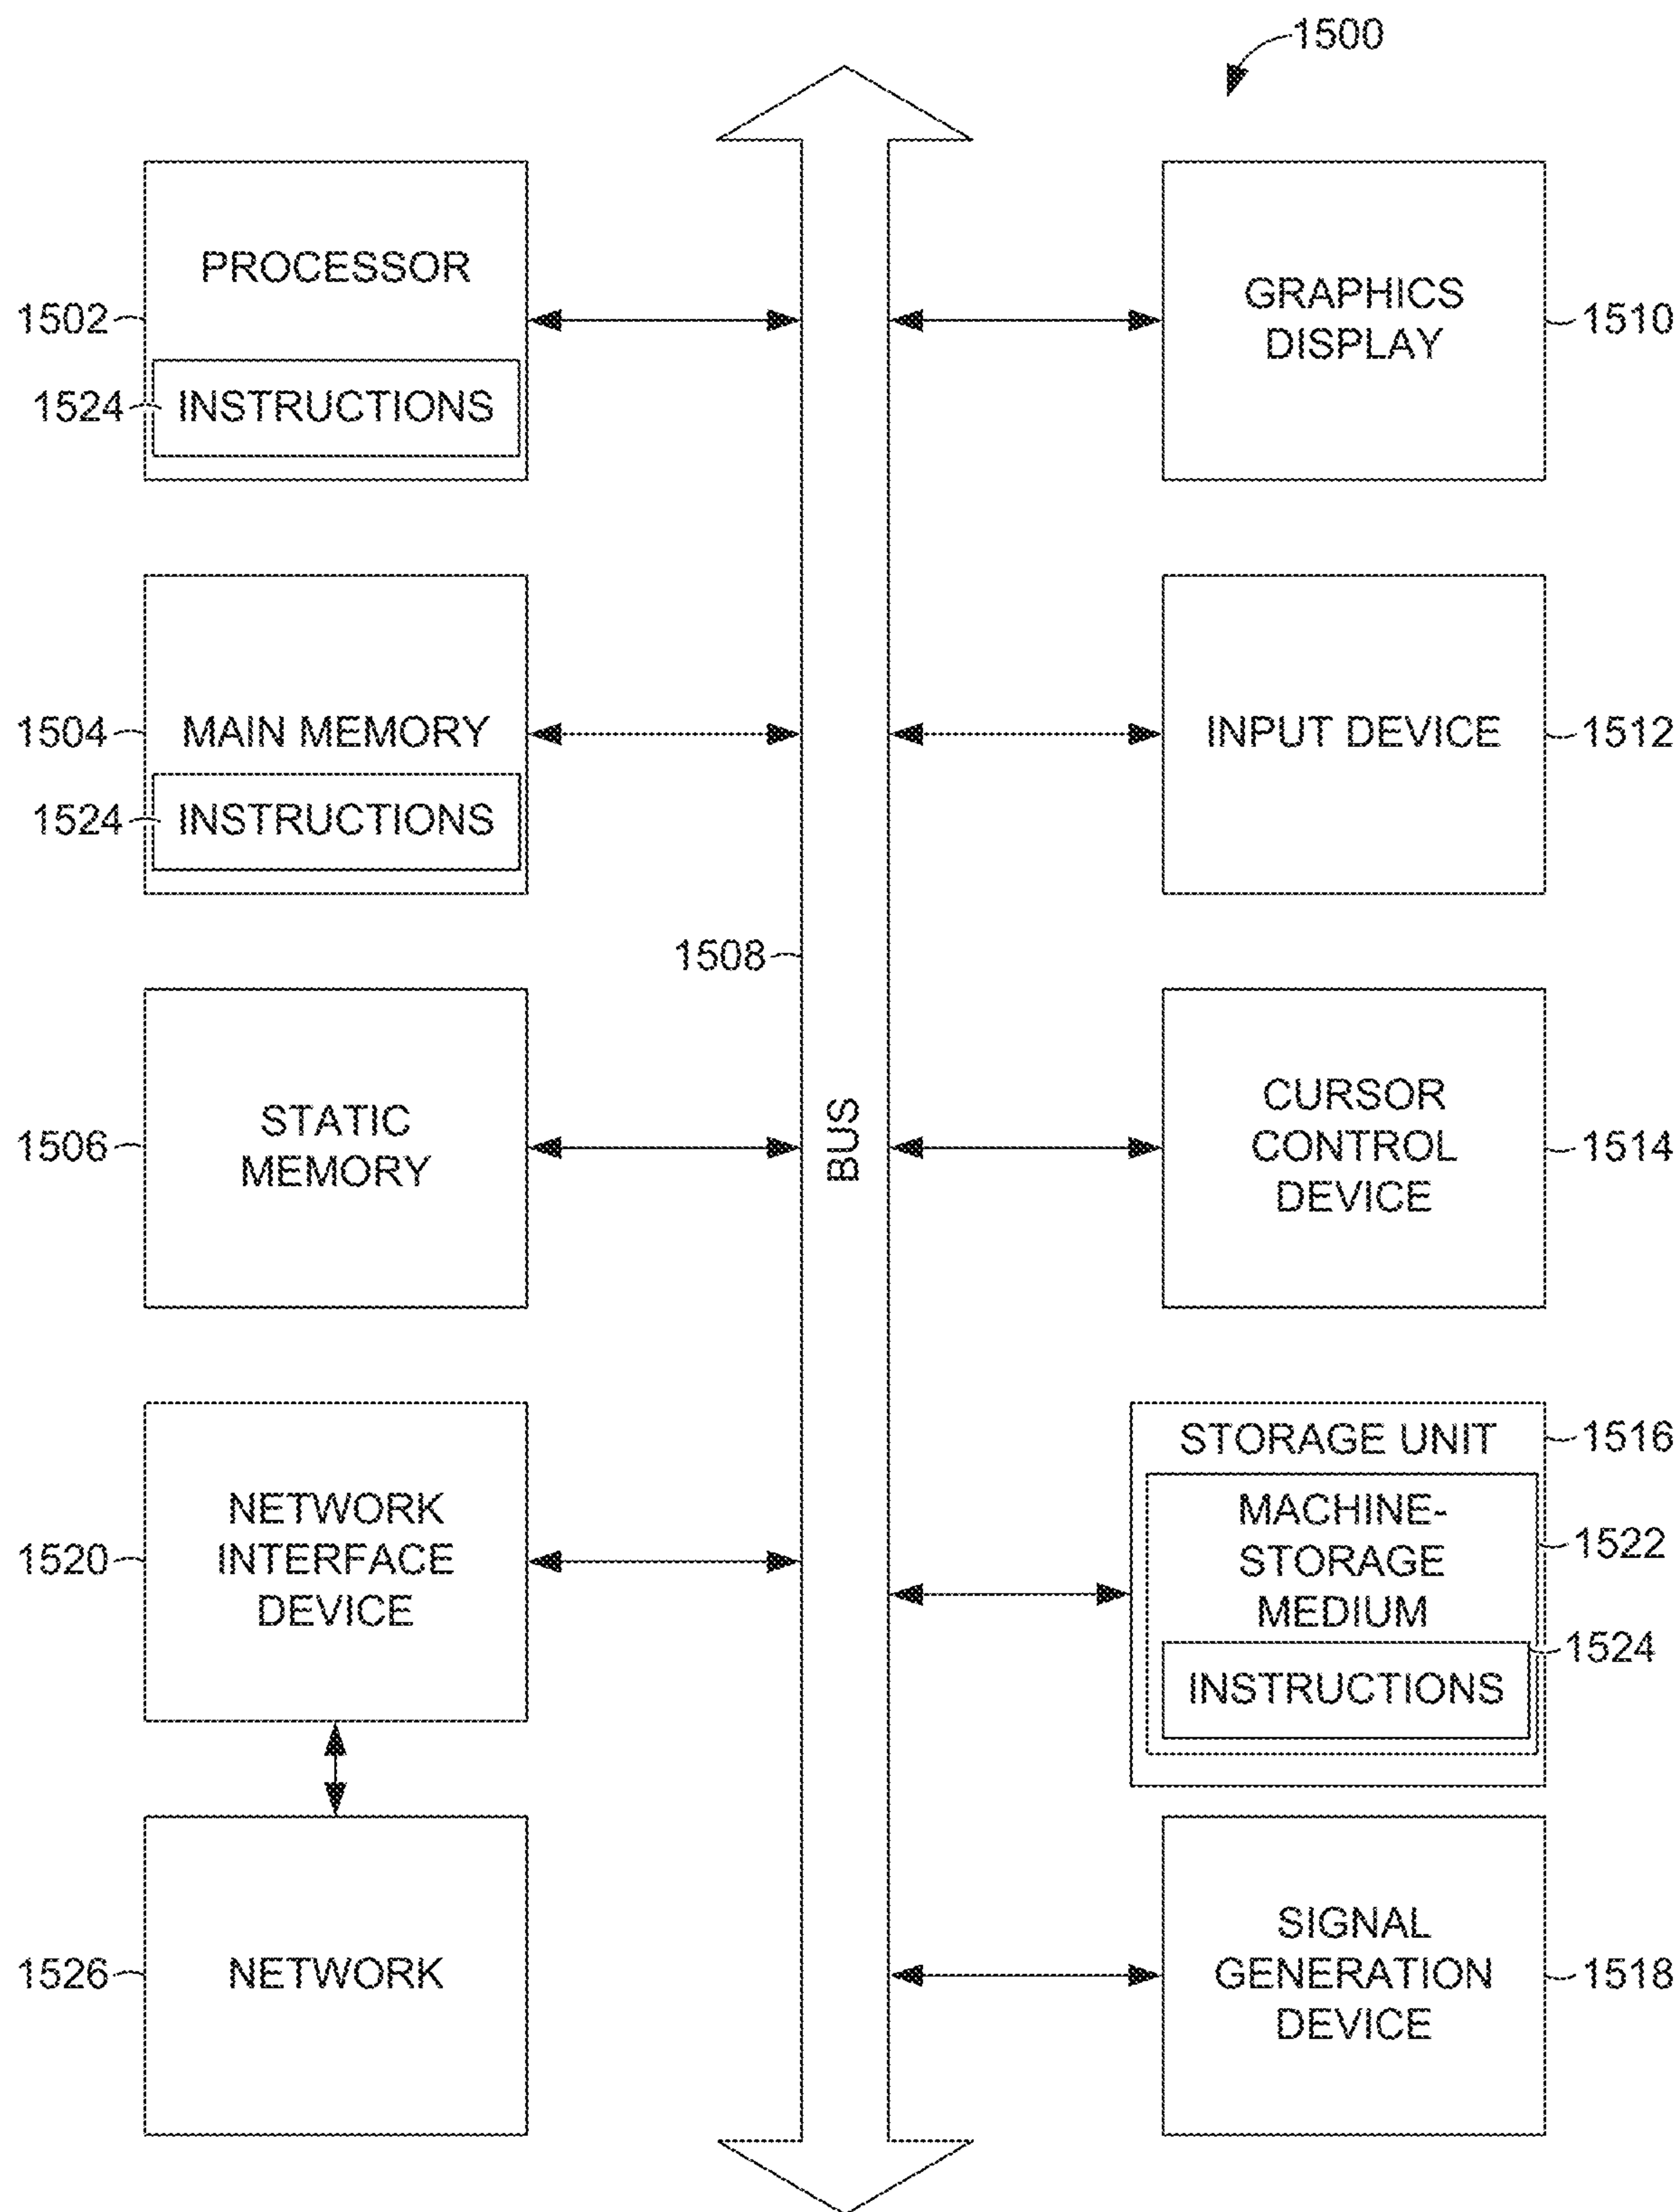 1500
PROCESSOR
1502
1524
INSTRUCTIONS
GRAPHICS
DISPLAY
1510
1504
MAIN MEMORY
1524
INSTRUCTIONS
INPUT DEVICE
1512
1508
BUS
1506
STATIC
MEMORY
CURSOR
CONTROL
DEVICE
1514
1520
NETWORK
INTERFACE
DEVICE
STORAGE UNIT
1516
MACHINE-
STORAGE
MEDIUM
1522
1524
INSTRUCTIONS
1526
NETWORK
SIGNAL
GENERATION
DEVICE
1518